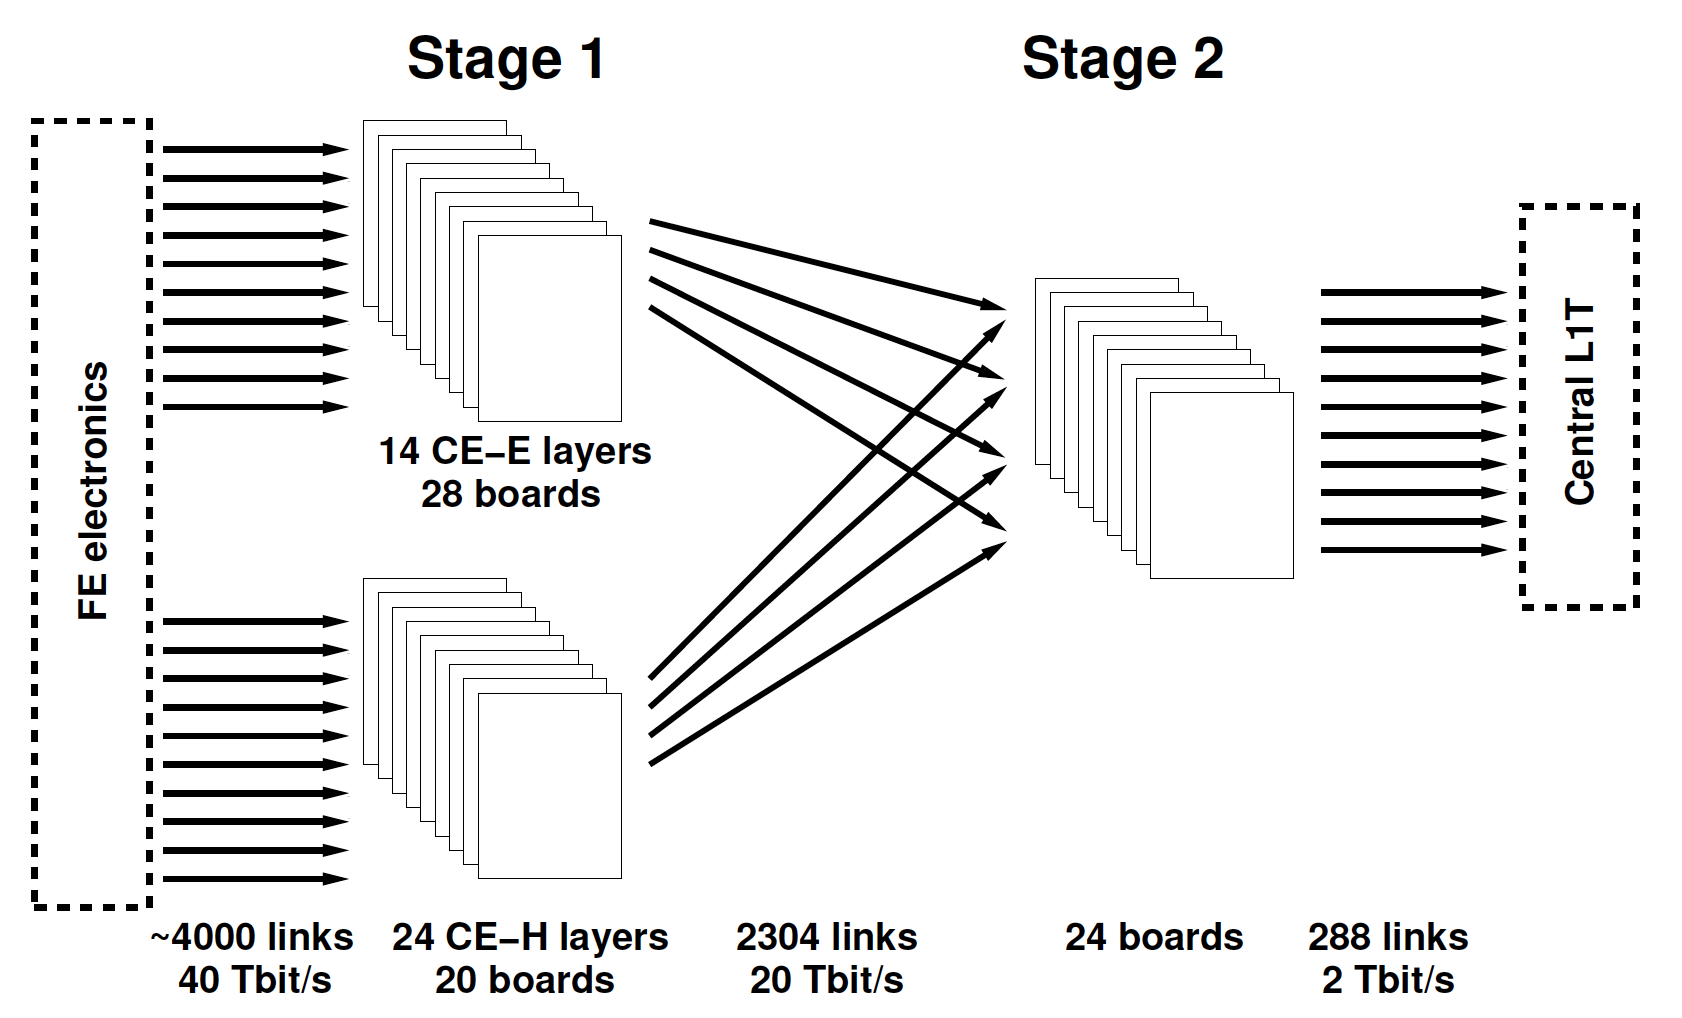 Stage 1
Stage 2
FE electronics
14 CE−E layers
28 boards
Central L1T
~4000 links
40 Tbit/s
24 CE−H layers
20 boards
2304 links
20 Tbit/s
24 boards
288 links
2 Tbit/s